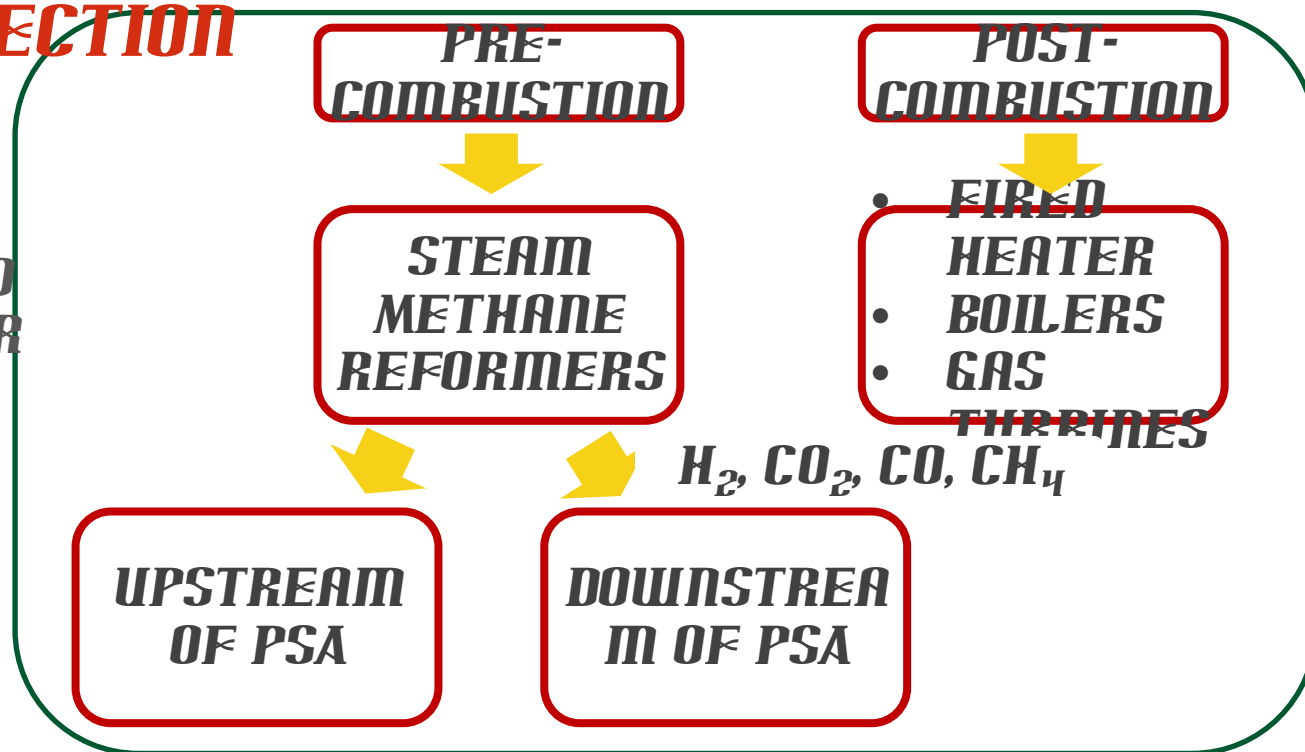 ECTION
PRE-
COMBUSTION
POST-
COMBUSTION
• FIRED
HEATER
• BOILERS
• GAS
TURBINES
STEAM
METHANE
REFORMERS
H₂, CO₂, CO, CH₄
UPSTREAM
OF PSA
DOWNSTREA
M OF PSA